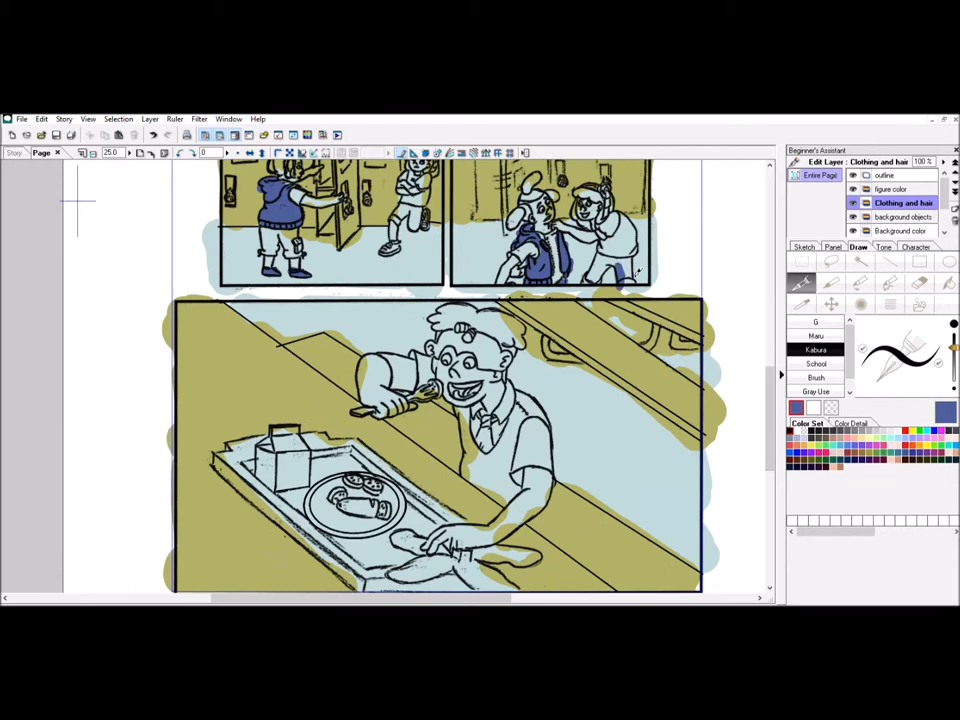 File Edit Story View Selection Layer Ruler Filter Window Help
Story Page 25.0 0
Beginner's Assistant
Edit Layer : Clothing and hair 100 %
Entire Page
outline
figure color
Clothing and hair
background objects
Background color
Sketch Panel Draw Tone Character
G
Maru
Kabura
School
Brush
Gray Use
Color Set Color Detail